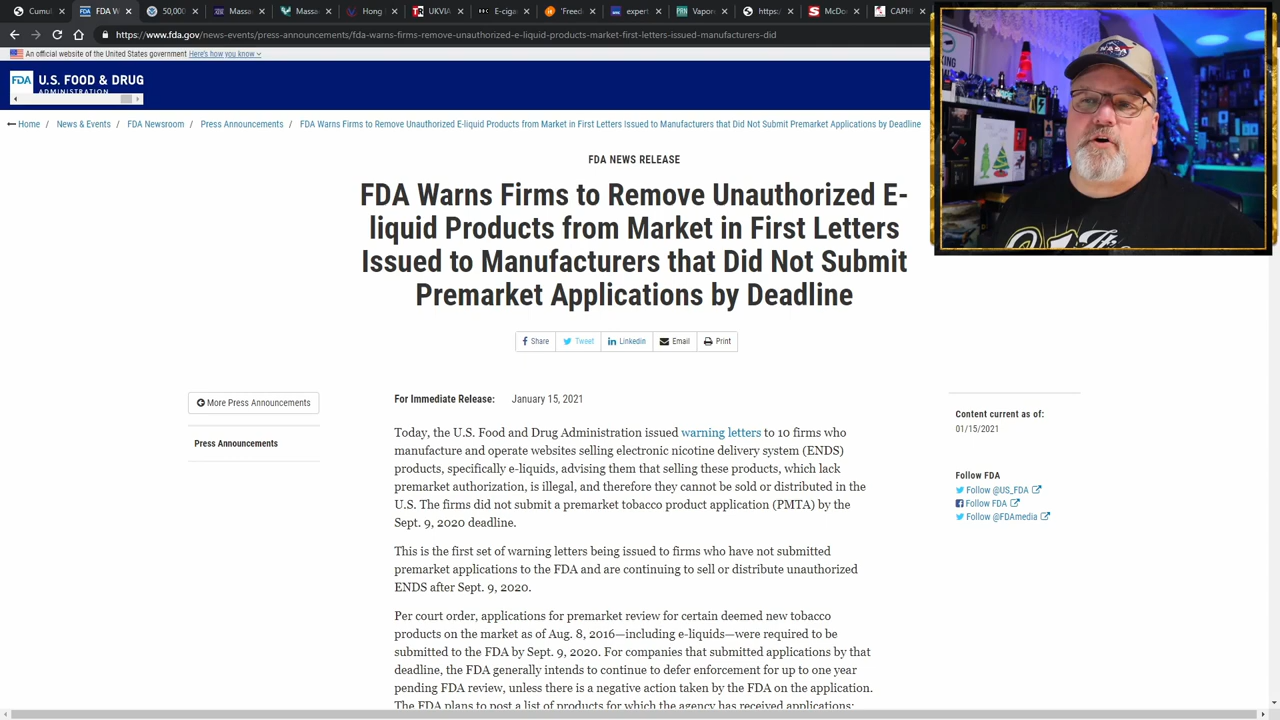 Cumul
FDA W
50,000
Massa
Massa
Hong
UKVIA
E-ciga
'Freed
expert
Vapor
https:/
McDo
CAPH
https://www.fda.gov/news-events/press-announcements/fda-warns-firms-remove-unauthorized-e-liquid-products-market-first-letters-issued-manufacturers-did
An official website of the United States government Here's how you know
FDA U.S. FOOD & DRUG
ADMINISTRATION
Home / News & Events / FDA Newsroom / Press Announcements / FDA Warns Firms to Remove Unauthorized E-liquid Products from Market in First Letters Issued to Manufacturers that Did Not Submit Premarket Applications by Deadline
NASA
FDA NEWS RELEASE
FDA Warns Firms to Remove Unauthorized E-
liquid Products from Market in First Letters
Issued to Manufacturers that Did Not Submit
Premarket Applications by Deadline
Share Tweet Linkedin Email Print
More Press Announcements
Press Announcements
For Immediate Release: January 15, 2021
Today, the U.S. Food and Drug Administration issued warning letters to 10 firms who
manufacture and operate websites selling electronic nicotine delivery system (ENDS)
products, specifically e-liquids, advising them that selling these products, which lack
premarket authorization, is illegal, and therefore they cannot be sold or distributed in the
U.S. The firms did not submit a premarket tobacco product application (PMTA) by the
Sept. 9, 2020 deadline.
This is the first set of warning letters being issued to firms who have not submitted
premarket applications to the FDA and are continuing to sell or distribute unauthorized
ENDS after Sept. 9, 2020.
Per court order, applications for premarket review for certain deemed new tobacco
products on the market as of Aug. 8, 2016—including e-liquids—were required to be
submitted to the FDA by Sept. 9, 2020. For companies that submitted applications by that
deadline, the FDA generally intends to continue to defer enforcement for up to one year
pending FDA review, unless there is a negative action taken by the FDA on the application.
The FDA plans to post a list of products for which the agency has received applications;
Content current as of:
01/15/2021
Follow FDA
Follow @US_FDA
Follow FDA
Follow @FDAmedia